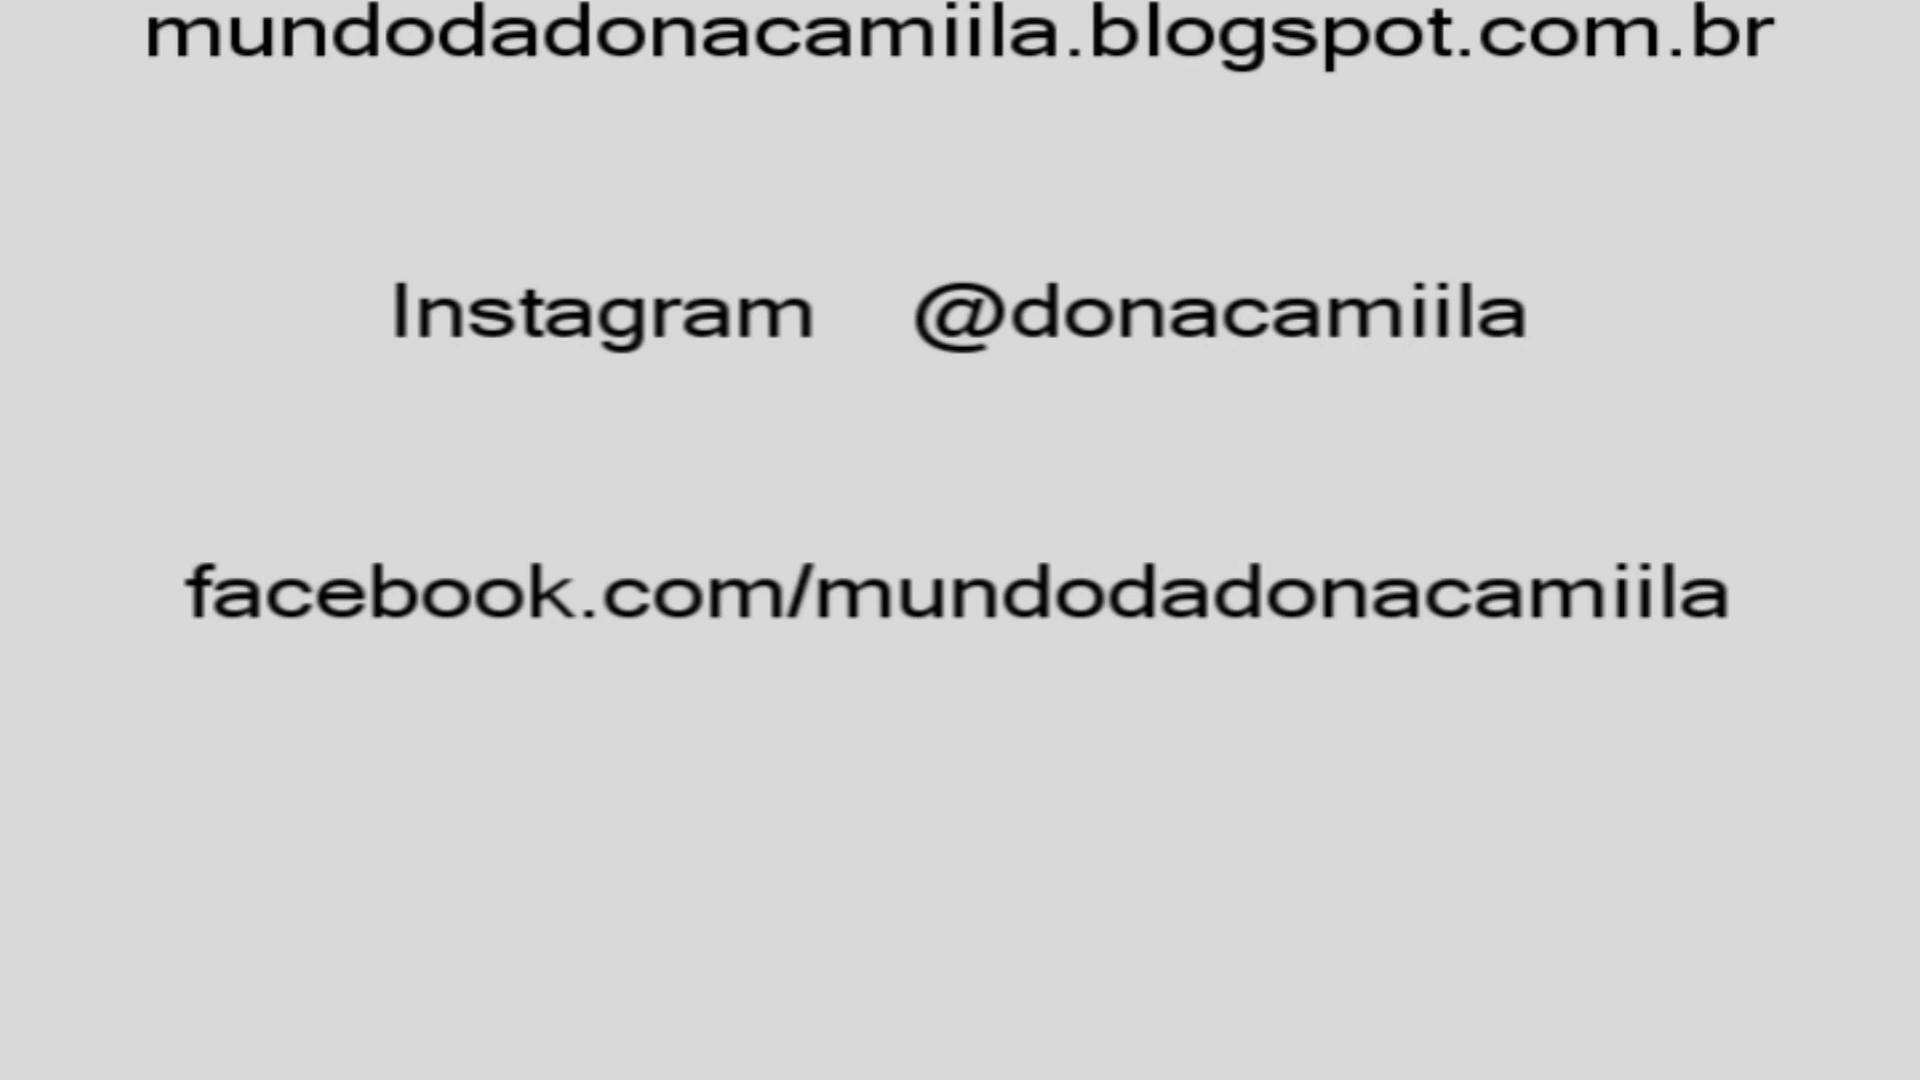 mundodadonacamiila.blogspot.com.br
Instagram @donacamiila
facebook.com/mundodadonacamiila